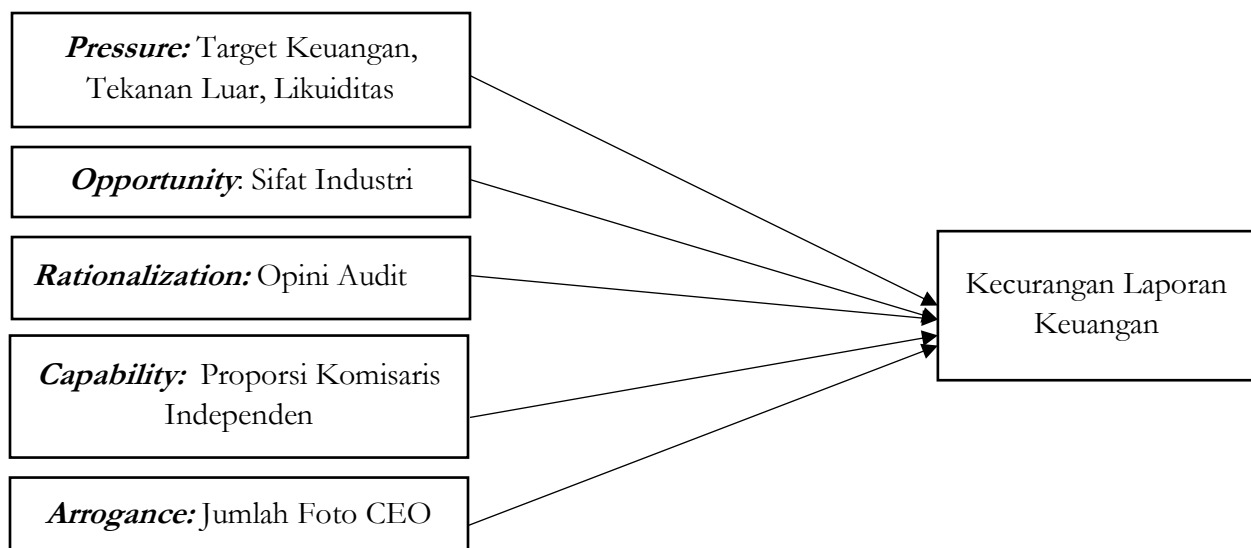 Pressure: Target Keuangan,
Tekanan Luar, Likuiditas
Opportunity: Sifat Industri
Rationalization: Opini Audit
Capability: Proporsi Komisaris
Independen
Arrogance: Jumlah Foto CEO
Kecurangan Laporan
Keuangan